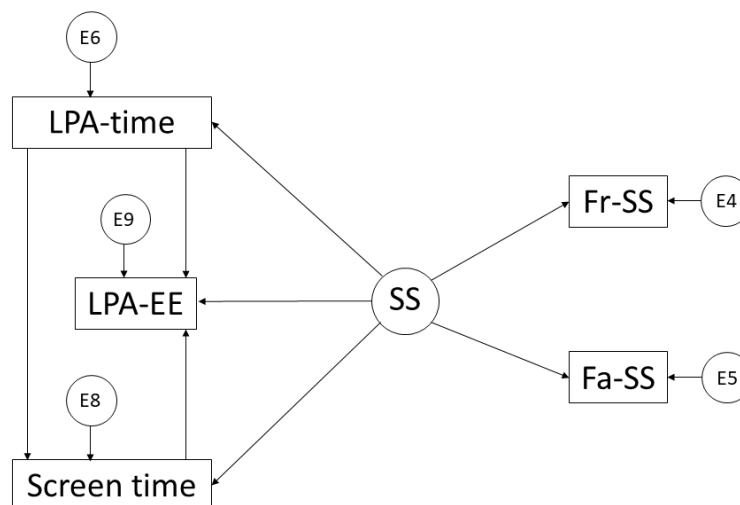 E6
LPA-time
E9
LPA-EE
E8
Screen time
SS
Fr-SS
E4
Fa-SS
E5